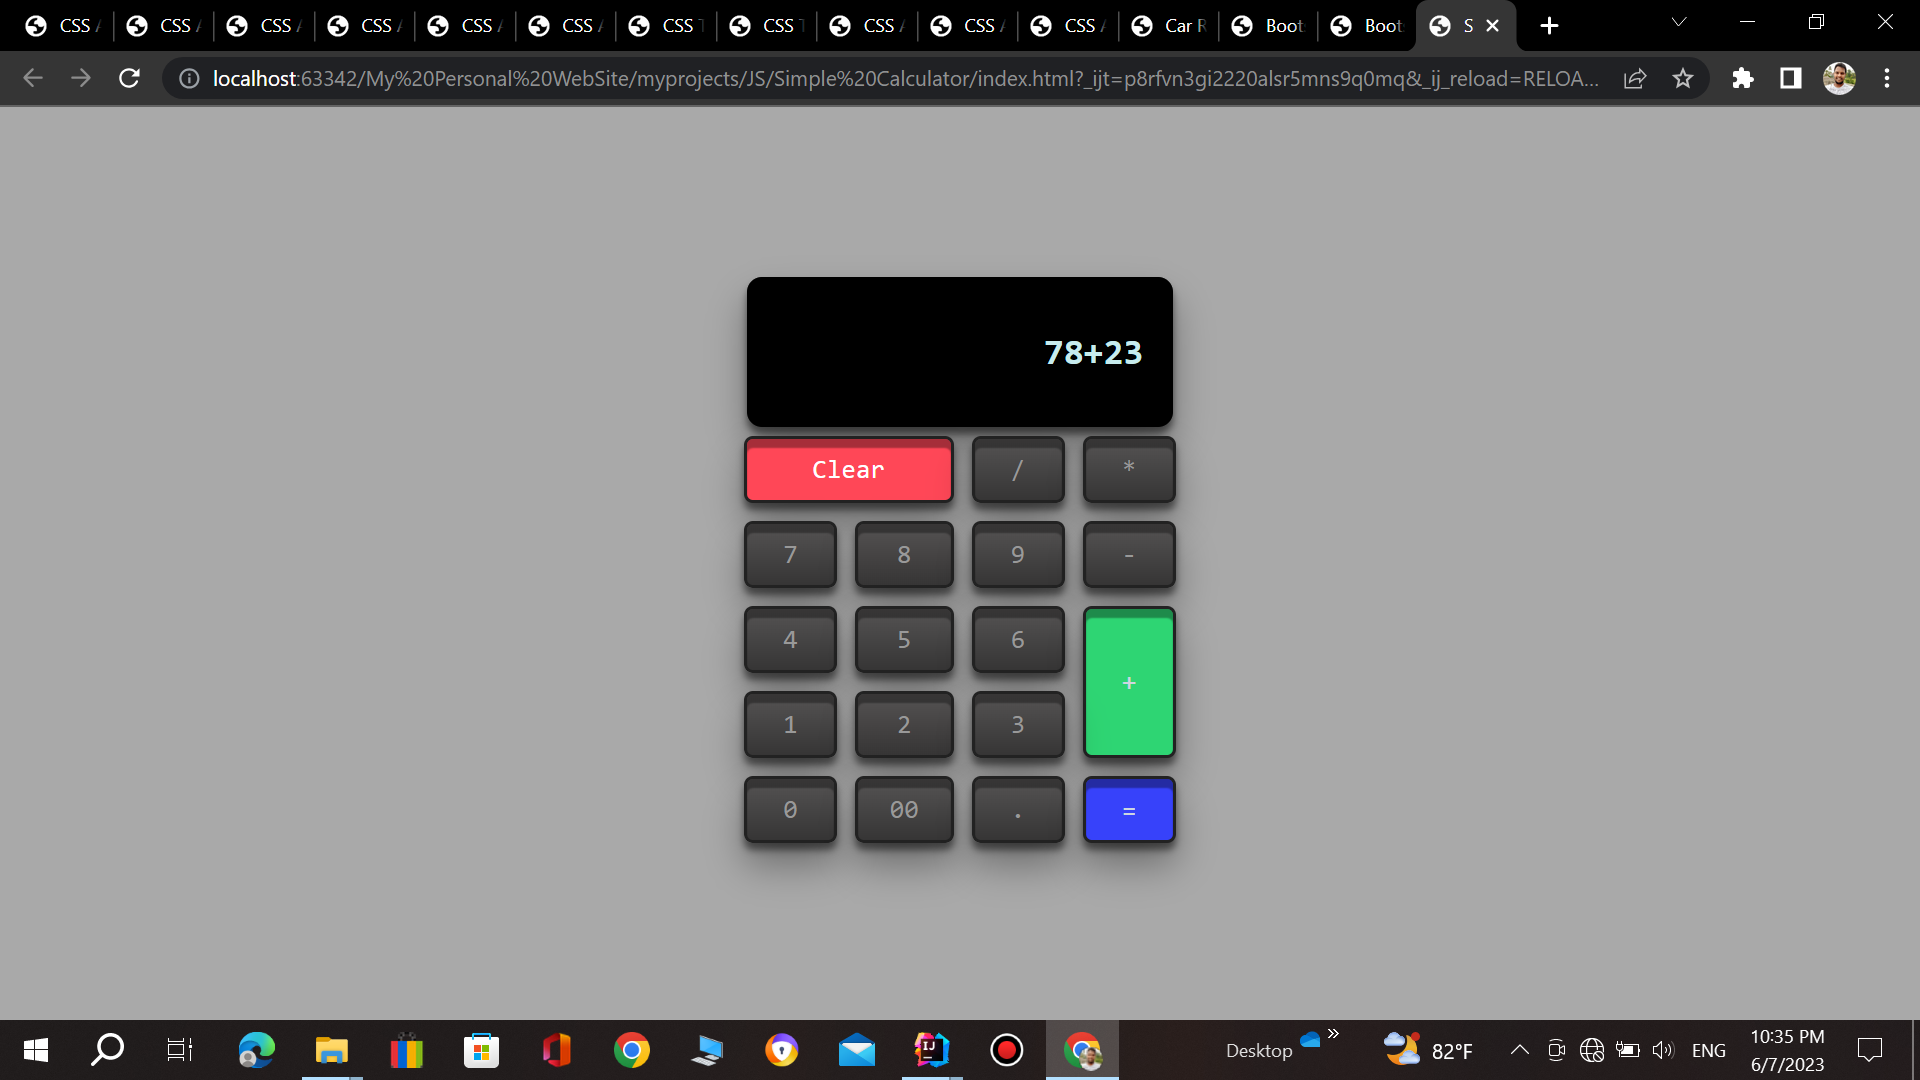 CSS CSS CSS CSS CSS CSS CSS CSS CSS CSS CSS Car R Boot Boot S
localhost:63342/My%20Personal%20WebSite/myprojects/JS/Simple%20Calculator/index.html?_ijt=p8rfvn3gi2220alsr5mns9q0mq&_ij_reload=RELOA...
78+23
Clear / *
7 8 9 -
4 5 6
+
1 2 3
0 00 . =
Desktop » 82°F ENG 10:35 PM
6/7/2023